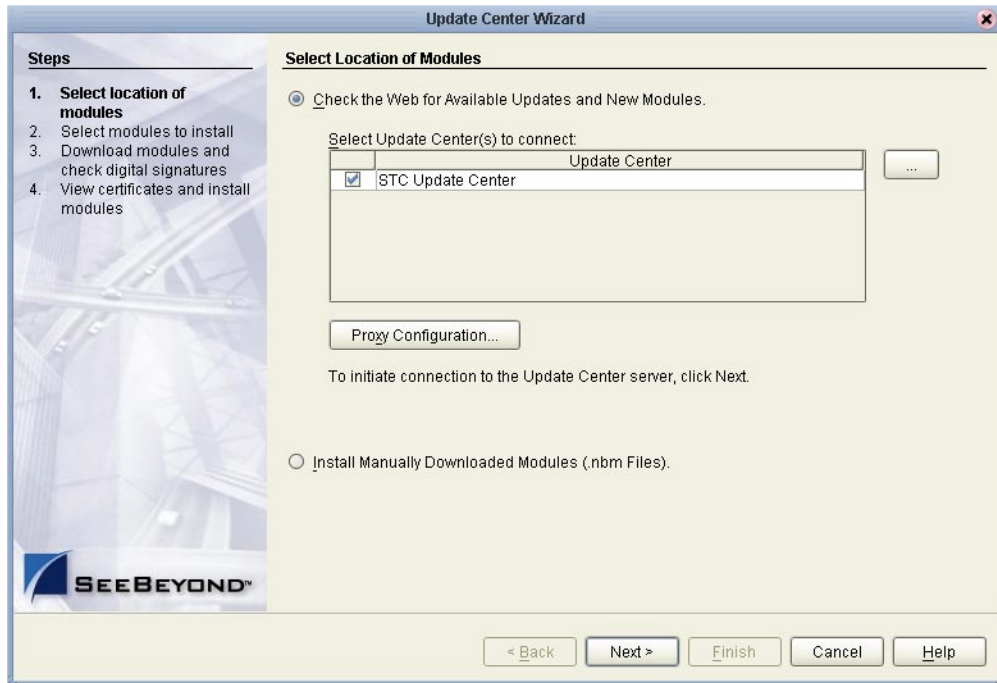 Update Center Wizard
Steps
1. Select location of
modules
2. Select modules to install
3. Download modules and
check digital signatures
4. View certificates and install
modules
SEEBEYOND™
Select Location of Modules
Check the Web for Available Updates and New Modules.
Select Update Center(s) to connect:
Update Center
STC Update Center
...
Proxy Configuration...
To initiate connection to the Update Center server, click Next.
Install Manually Downloaded Modules (.nbm Files).
< Back
Next >
Finish
Cancel
Help